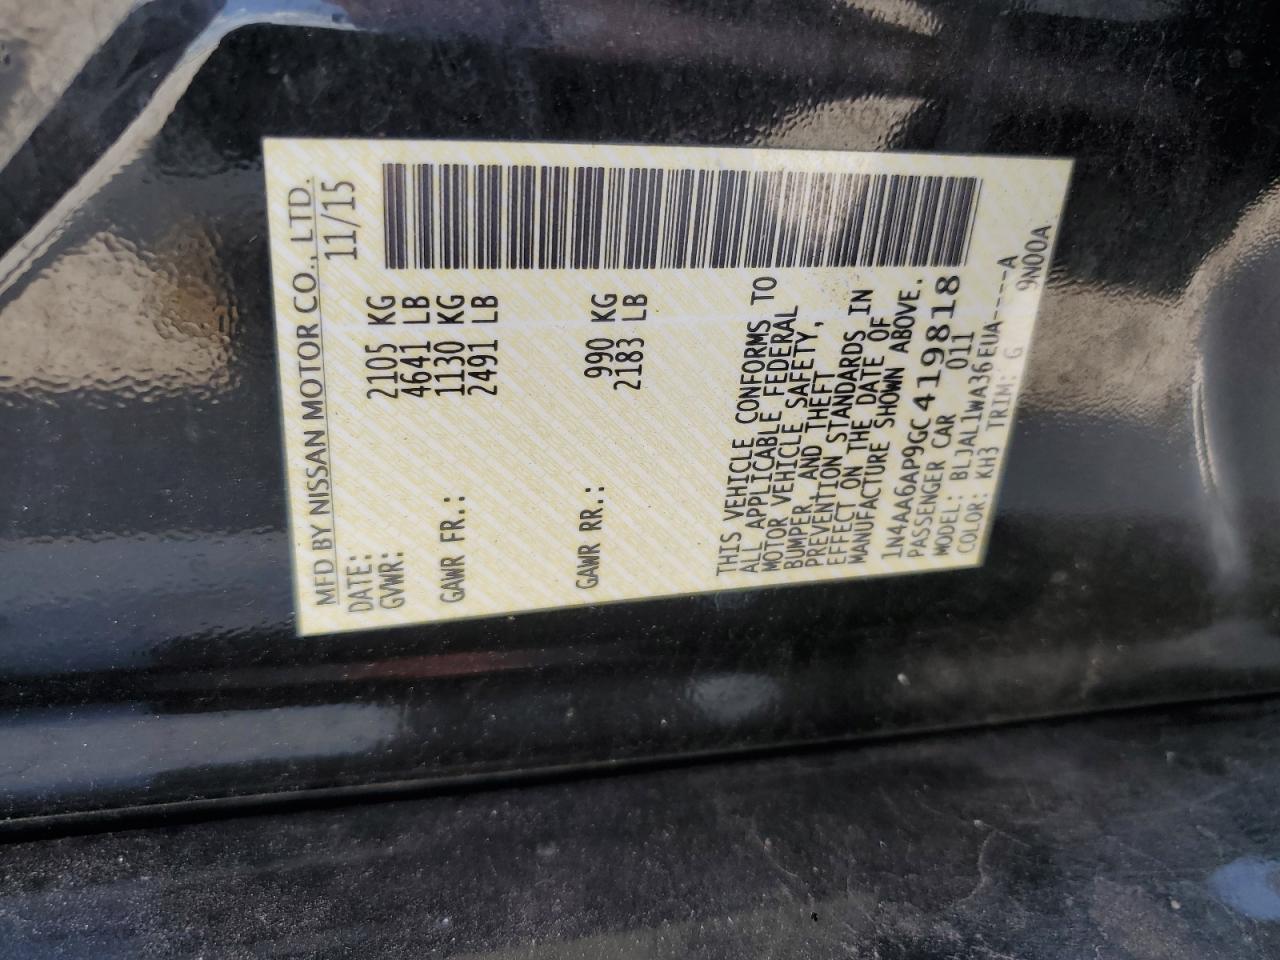 MFD BY NISSAN MOTOR CO., LTD.
DATE: 11/15
GVWR: 2105 KG
4641 LB
GAWR FR.: 1130 KG
2491 LB
GAWR RR.: 990 KG
2183 LB
THIS VEHICLE CONFORMS TO
ALL APPLICABLE FEDERAL
MOTOR VEHICLE SAFETY,
BUMPER AND THEFT
PREVENTION STANDARDS IN
EFFECT ON THE DATE OF
MANUFACTURE SHOWN ABOVE.
1N4AA6AP9GC419818
PASSENGER CAR 011
MODEL: BLJAL1WA36EUA----A
COLOR: KH3 TRIM: G 9N00A